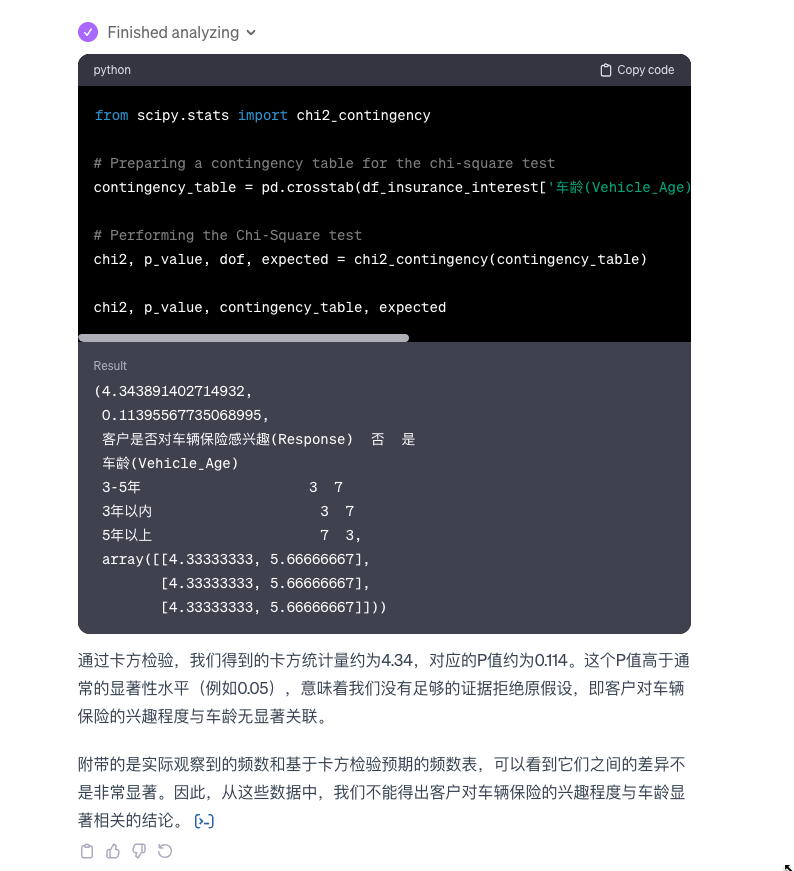 Finished analyzing
python
Copy code
from scipy.stats import chi2_contingency
# Preparing a contingency table for the chi-square test
contingency_table = pd.crosstab(df_insurance_interest['车龄(Vehicle_Age)
# Performing the Chi-Square test
chi2, p_value, dof, expected = chi2_contingency(contingency_table)
chi2, p_value, contingency_table, expected
Result
(4.343891402714932,
0.11395567735068995,
客户是否对车辆保险感兴趣(Response)  否  是
车龄(Vehicle_Age)
3-5年 3 7
3年以内 3 7
5年以上 7 3,
array([[4.33333333, 5.66666667],
[4.33333333, 5.66666667],
[4.33333333, 5.66666667]]))
通过卡方检验，我们得到的卡方统计量约为4.34，对应的P值约为0.114。这个P值高于通
常的显著性水平（例如0.05），意味着我们没有足够的证据拒绝原假设，即客户对车辆
保险的兴趣程度与车龄无显著关联。
附带的是实际观察到的频数和基于卡方检验预期的频数表，可以看到它们之间的差异不
是非常显著。因此，从这些数据中，我们不能得出客户对车辆保险的兴趣程度与车龄显
著相关的结论。 [>_]